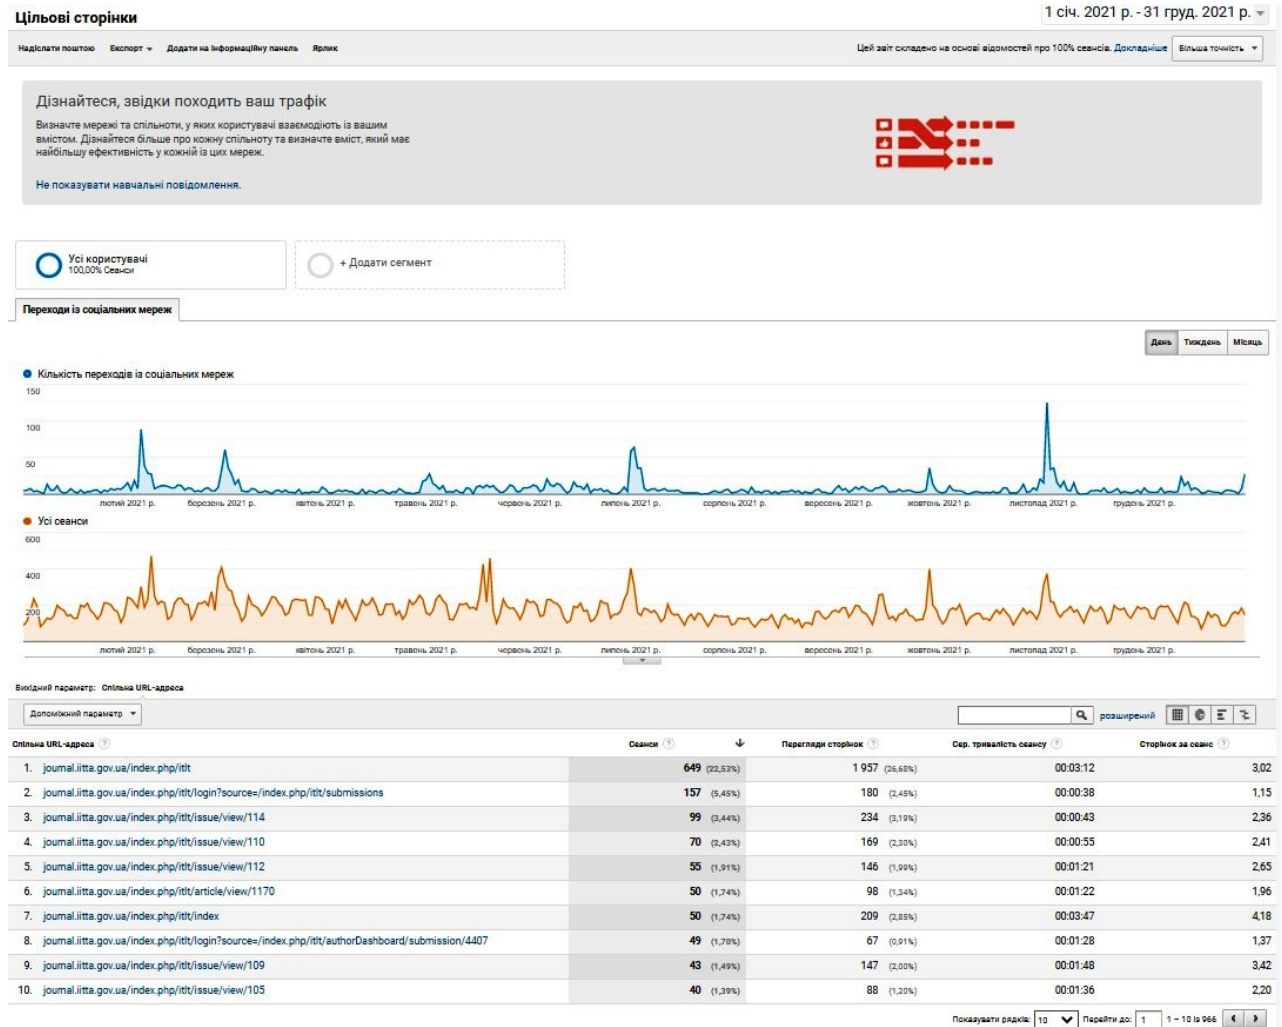 Цільові сторінки
1 січ. 2021 р. - 31 груд. 2021 р.
Надіслати поштою Експорт Додати на інформаційну панель Ярлик
Цей звіт складено на основі відомостей про 100% сеансів. Докладніше Більша точність
Дізнайтеся, звідки походить ваш трафік
Визначте мережі та спільноти, у яких користувачі взаємодіють із вашим
вмістом. Дізнайтеся більше про кожну спільноту та визначте вміст, який має
найбільшу ефективність у кожній із цих мереж.
Не показувати навчальні повідомлення.
Усі користувачі
100,00% Сеанси
+ Додати сегмент
Переходи із соціальних мереж
День Тиждень Місяць
Кількість переходів із соціальних мереж
150
100
50
лютий 2021 р. березень 2021 р. квітень 2021 р. травень 2021 р. червень 2021 р. липень 2021 р. серпень 2021 р. вересень 2021 р. жовтень 2021 р. листопад 2021 р. грудень 2021 р.
Усі сеанси
600
400
200
лютий 2021 р. березень 2021 р. квітень 2021 р. травень 2021 р. червень 2021 р. липень 2021 р. серпень 2021 р. вересень 2021 р. жовтень 2021 р. листопад 2021 р. грудень 2021 р.
Вихідний параметр: Спільна URL-адреса
Допоміжний параметр
розширений
Спільна URL-адреса ? Сеанси ? Перегляди сторінок ? Сер. тривалість сеансу ? Сторінок за сеанс ?
1. journal.iitta.gov.ua/index.php/itlt 649 (22,53%) 1 957 (26,68%) 00:03:12 3,02
2. journal.iitta.gov.ua/index.php/itlt/login?source=/index.php/itlt/submissions 157 (5,45%) 180 (2,45%) 00:00:38 1,15
3. journal.iitta.gov.ua/index.php/itlt/issue/view/114 99 (3,44%) 234 (3,19%) 00:00:43 2,36
4. journal.iitta.gov.ua/index.php/itlt/issue/view/110 70 (2,43%) 169 (2,30%) 00:00:55 2,41
5. journal.iitta.gov.ua/index.php/itlt/issue/view/112 55 (1,91%) 146 (1,99%) 00:01:21 2,65
6. journal.iitta.gov.ua/index.php/itlt/article/view/1170 50 (1,74%) 98 (1,34%) 00:01:22 1,96
7. journal.iitta.gov.ua/index.php/itlt/index 50 (1,74%) 209 (2,85%) 00:03:47 4,18
8. journal.iitta.gov.ua/index.php/itlt/login?source=/index.php/itlt/authorDashboard/submission/4407 49 (1,70%) 67 (0,91%) 00:01:28 1,37
9. journal.iitta.gov.ua/index.php/itlt/issue/view/109 43 (1,49%) 147 (2,00%) 00:01:48 3,42
10. journal.iitta.gov.ua/index.php/itlt/issue/view/105 40 (1,39%) 88 (1,20%) 00:01:36 2,20
Показувати рядків: 10 Перейти до: 1 1 – 10 із 966